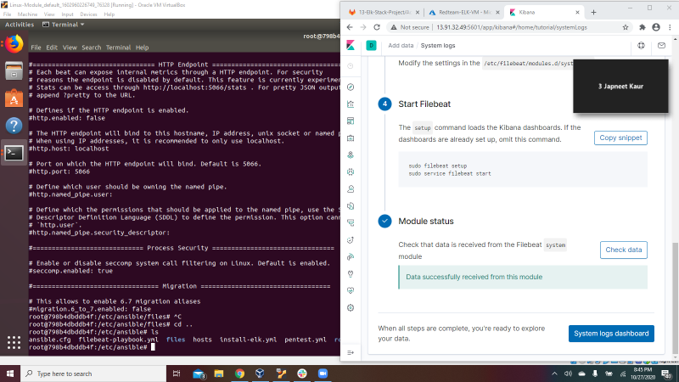 Linux-Module_default_1602080226749_76328 [Running] - Oracle VM VirtualBox
File Machine View Input Devices Help
Activities
Terminal
root@798b4
File Edit View Search Terminal Help
#============================== HTTP Endpoint ==============================
# Each beat can expose internal metrics through a HTTP endpoint. For security
# reasons the endpoint is disabled by default. This feature is currently experimen
# Stats can be access through http://localhost:5066/stats . For pretty JSON output
# append ?pretty to the URL.
# Defines if the HTTP endpoint is enabled.
#http.enabled: false
# The HTTP endpoint will bind to this hostname, IP address, unix socket or named p
# When using IP addresses, it is recommended to only use localhost.
#http.host: localhost
# Port on which the HTTP endpoint will bind. Default is 5066.
#http.port: 5066
# Define which user should be owning the named pipe.
#http.named_pipe.user:
# Define which the permissions that should be applied to the named pipe, use the S
# Descriptor Definition Language (SDDL) to define the permission. This option cann
# `http.user`.
#http.named_pipe.security_descriptor:
#============================== Process Security ==============================
# Enable or disable seccomp system call filtering on Linux. Default is enabled.
#seccomp.enabled: true
#================================= Migration =================================
# This allows to enable 6.7 migration aliases
#migration.6_to_7.enabled: false
root@798b4dbddb4d:/etc/ansible/files# ^C
root@798b4dbddb4d:/etc/ansible/files# cd ..
root@798b4dbddb4d:/etc/ansible# ls
ansible.cfg filebeat-playbook.yml files hosts install-elk.yml pentest.yml
root@798b4dbddb4d:/etc/ansible#
13-Elk-Stack-Project/
Redteam-ELK-VM - M
Kibana
Not secure | 13.91.32.49:5601/app/kibana#/home/tutorial/systemLogs
D
Add data / System logs
Modify the settings in the /etc/filebeat/modules.d/syst
3 Japneet Kaur
4 Start Filebeat
The setup command loads the Kibana dashboards. If the
dashboards are already set up, omit this command.
Copy snippet
sudo filebeat setup
sudo service filebeat start
Module status
Check that data is received from the Filebeat system
module
Check data
Data successfully received from this module
When all steps are complete, you're ready to explore
your data.
System logs dashboard
Type here to search
9:45 PM
10/27/2020